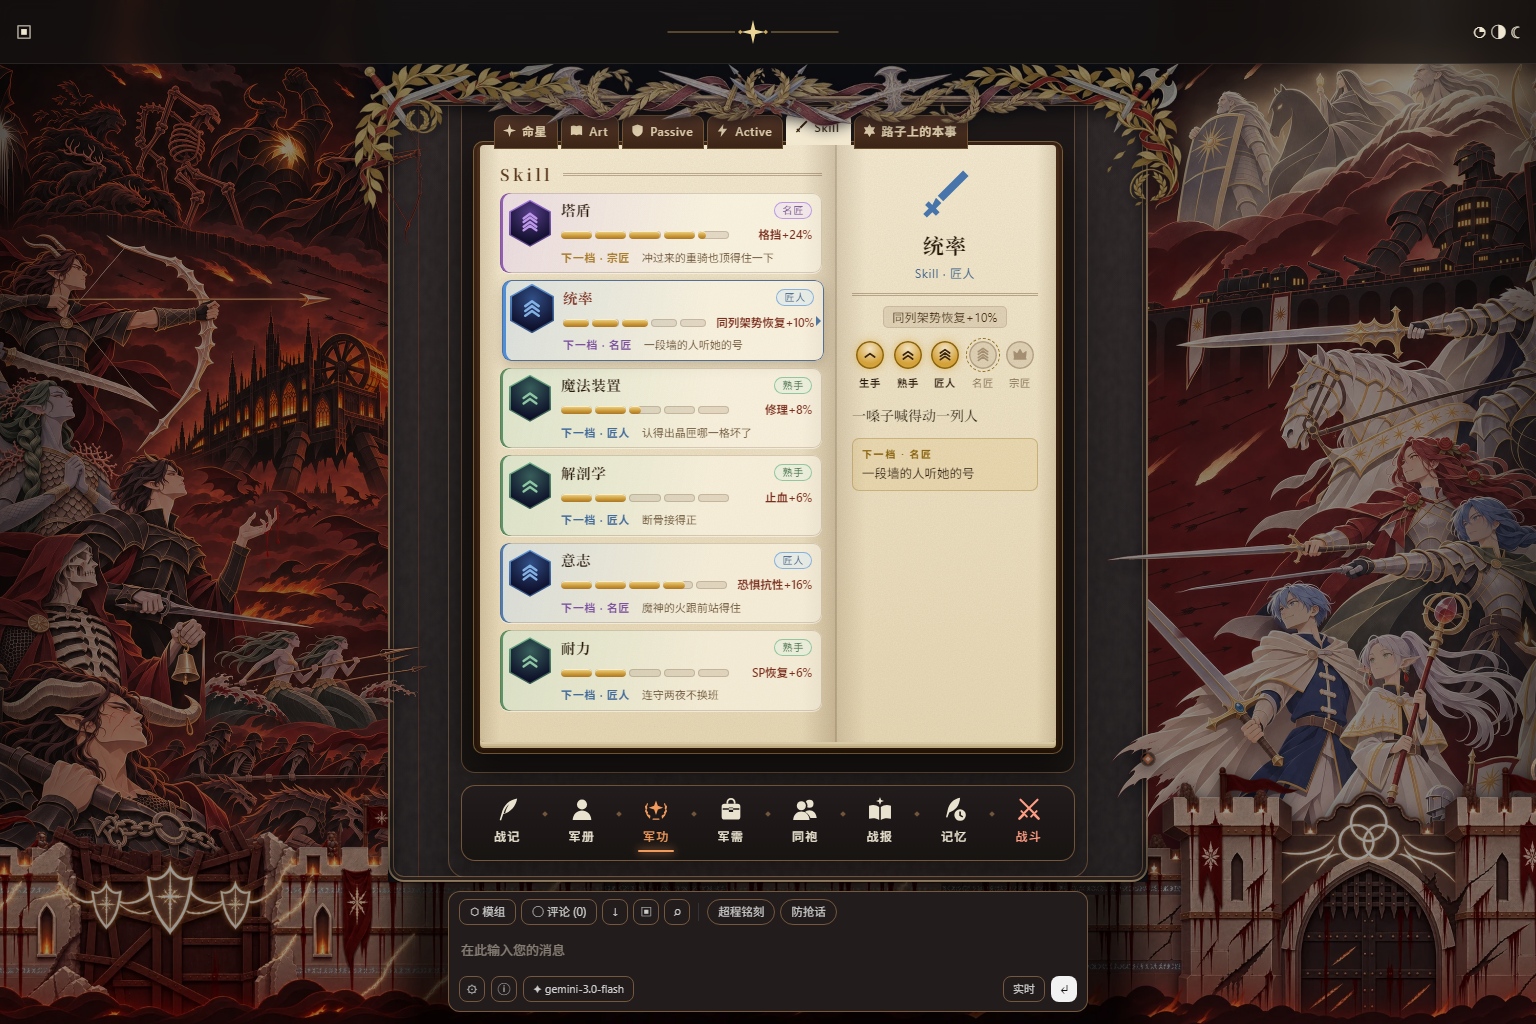 命星
Art
Passive
Active
Skill
路子上的本事
Skill
塔盾
名匠
格挡+24%
下一档 · 宗匠 冲过来的重骑也顶得住一下
统率
匠人
同列架势恢复+10%
下一档 · 名匠 一段墙的人听她的号
魔法装置
熟手
修理+8%
下一档 · 匠人 认得出晶匣哪一格坏了
解剖学
熟手
止血+6%
下一档 · 匠人 断骨接得正
意志
匠人
恐惧抗性+16%
下一档 · 名匠 魔神的火跟前站得住
耐力
熟手
SP恢复+6%
下一档 · 匠人 连守两夜不换班
统率
Skill · 匠人
同列架势恢复+10%
生手 熟手 匠人 名匠 宗匠
一嗓子喊得动一列人
下一档 · 名匠
一段墙的人听她的号
战记 军册 军功 军需 同袍 战报 记忆 战斗
模组 评论 (0) 超程铭刻 防抢话
在此输入您的消息
gemini-3.0-flash 实时